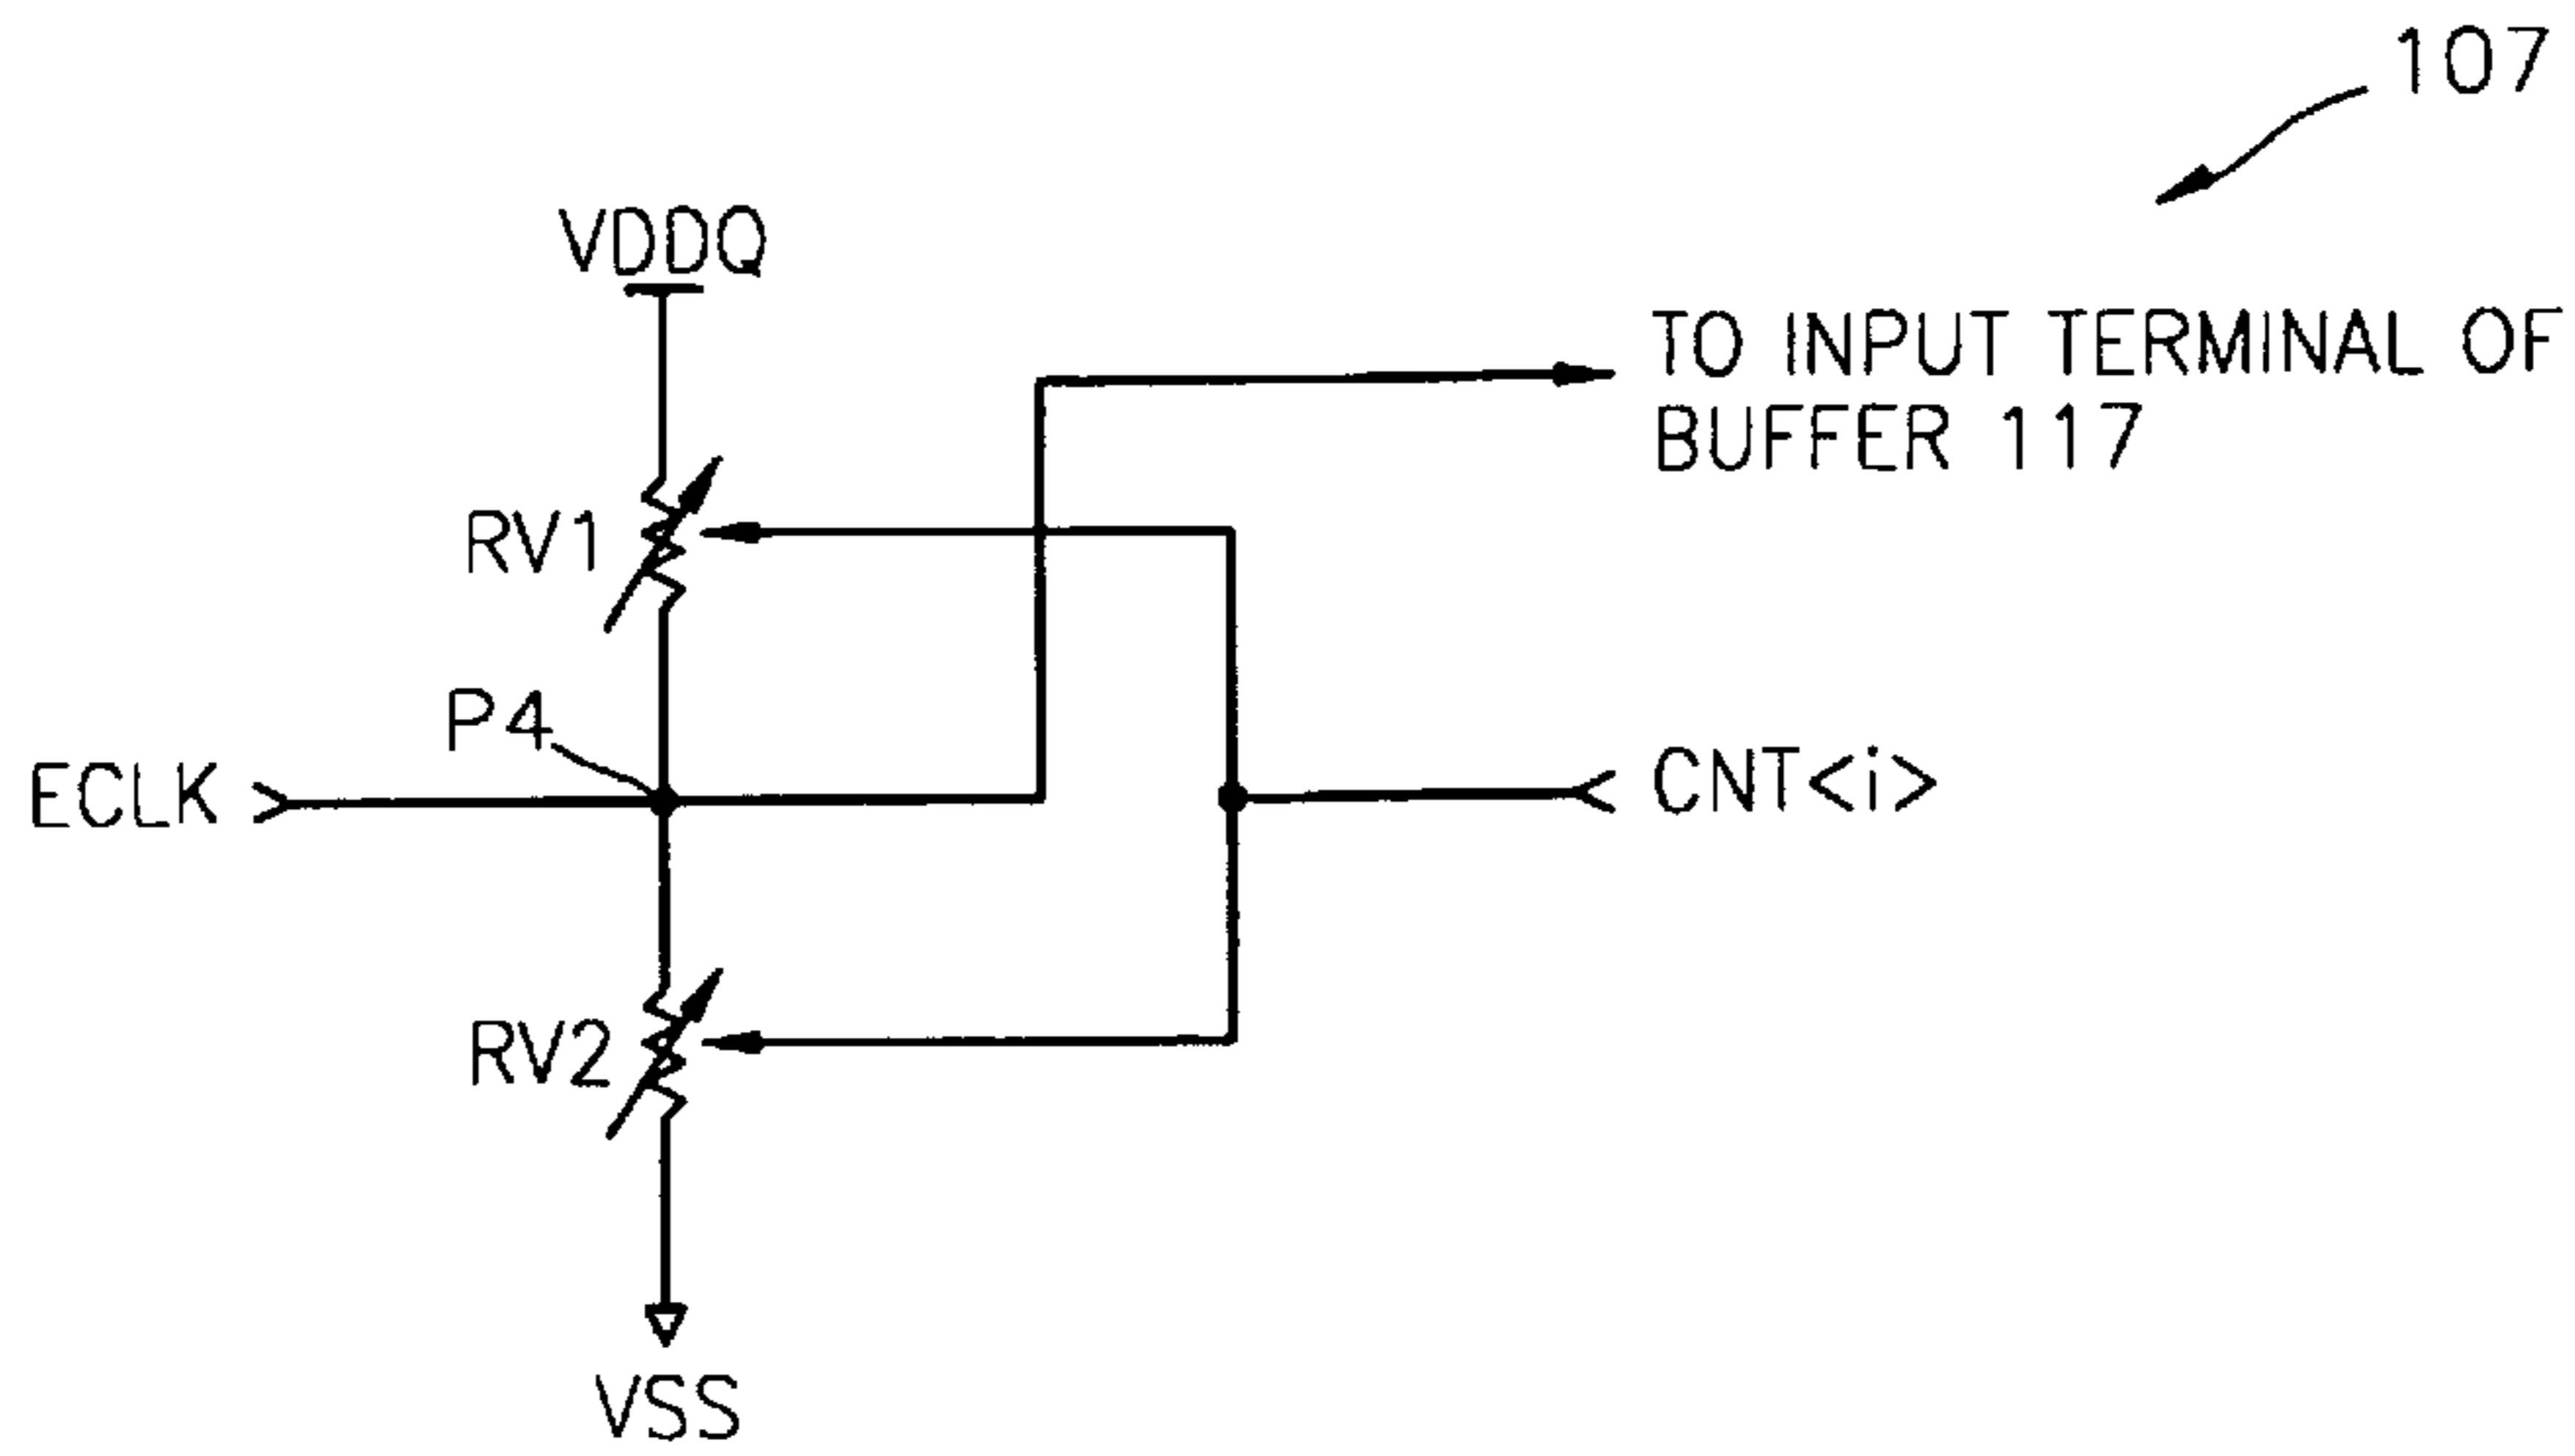 107
VDDQ
TO INPUT TERMINAL OF
BUFFER 117
RV1
P4
ECLK
CNT<i>
RV2
VSS